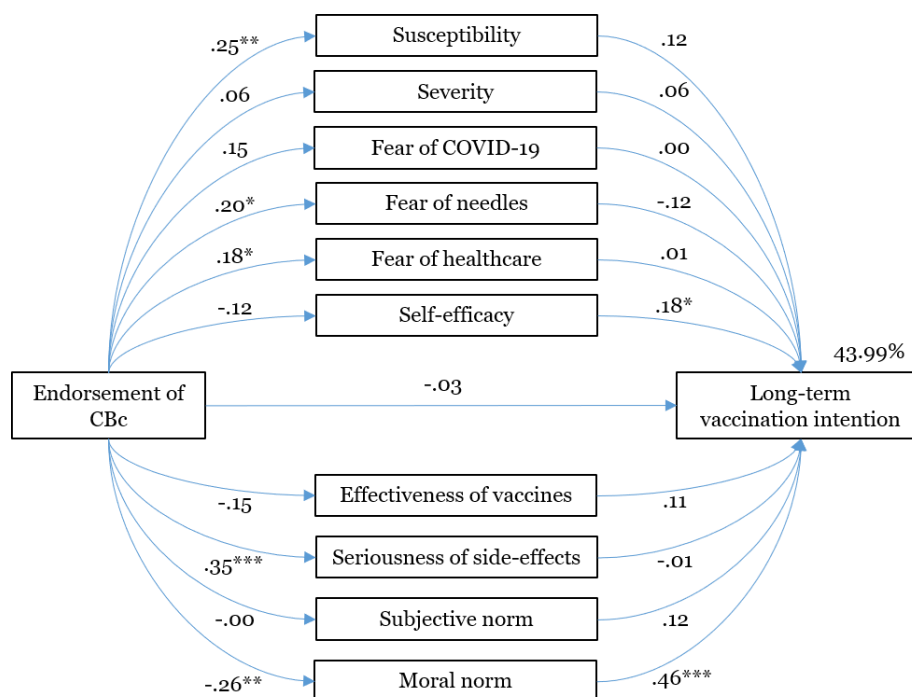 .25** Susceptibility .12
.06 Severity .06
.15 Fear of COVID-19 .00
.20* Fear of needles -.12
.18* Fear of healthcare .01
-.12 Self-efficacy .18*
43.99%
Endorsement of
CBc
-.03
Long-term
vaccination intention
-.15 Effectiveness of vaccines .11
.35*** Seriousness of side-effects -.01
-.00 Subjective norm .12
-.26** Moral norm .46***